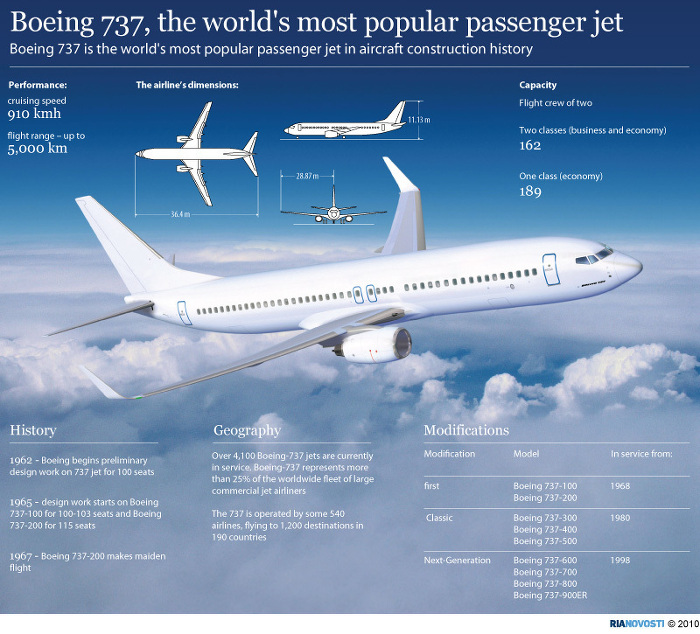 Boeing 737, the world's most popular passenger jet
Boeing 737 is the world's most popular passenger jet in aircraft construction history
Performance:
cruising speed
910 kmh
flight range – up to
5,000 km
The airline's dimensions:
36.4 m
11.13 m
28.87 m
Capacity
Flight crew of two
Two classes (business and economy)
162
One class (economy)
189
History
1962 - Boeing begins preliminary
design work on 737 jet for 100 seats
1965 - design work starts on Boeing
737-100 for 100-103 seats and Boeing
737-200 for 115 seats
1967 - Boeing 737-200 makes maiden
flight
Geography
Over 4,100 Boeing-737 jets are currently
in service. Boeing-737 represents more
than 25% of the worldwide fleet of large
commercial jet airliners
The 737 is operated by some 540
airlines, flying to 1,200 destinations in
190 countries
Modifications
Modification Model In service from:
first Boeing 737-100 1968
Boeing 737-200
Classic Boeing 737-300 1980
Boeing 737-400
Boeing 737-500
Next-Generation Boeing 737-600 1998
Boeing 737-700
Boeing 737-800
Boeing 737-900ER
RIANOVOSTI © 2010